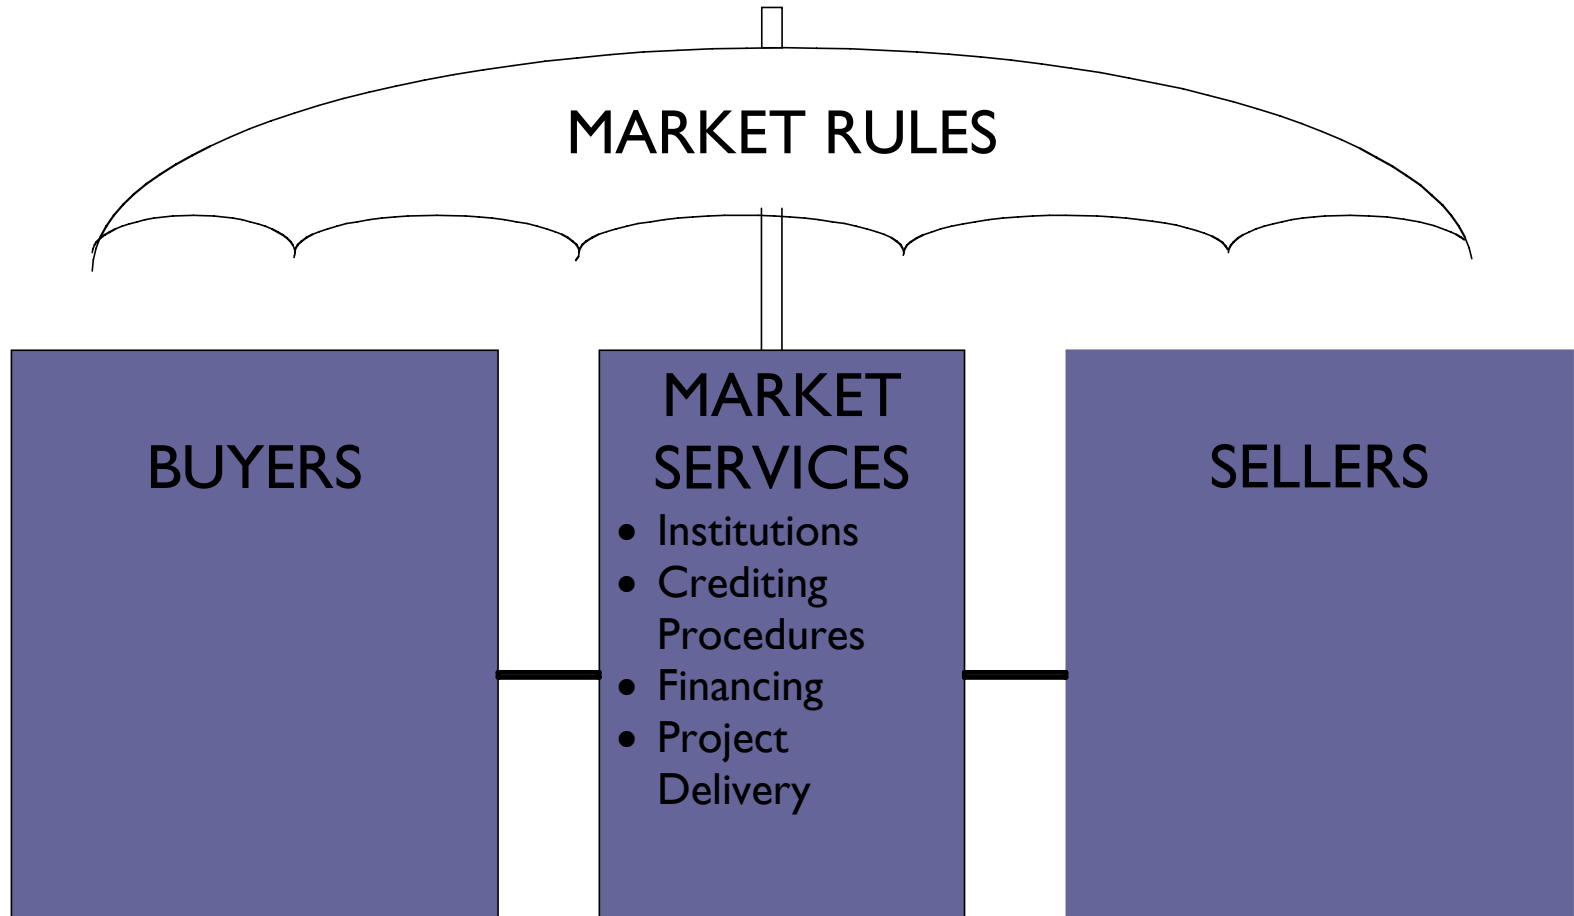 MARKET RULES
BUYERS
MARKET
SERVICES
• Institutions
• Crediting
Procedures
• Financing
• Project
Delivery
SELLERS